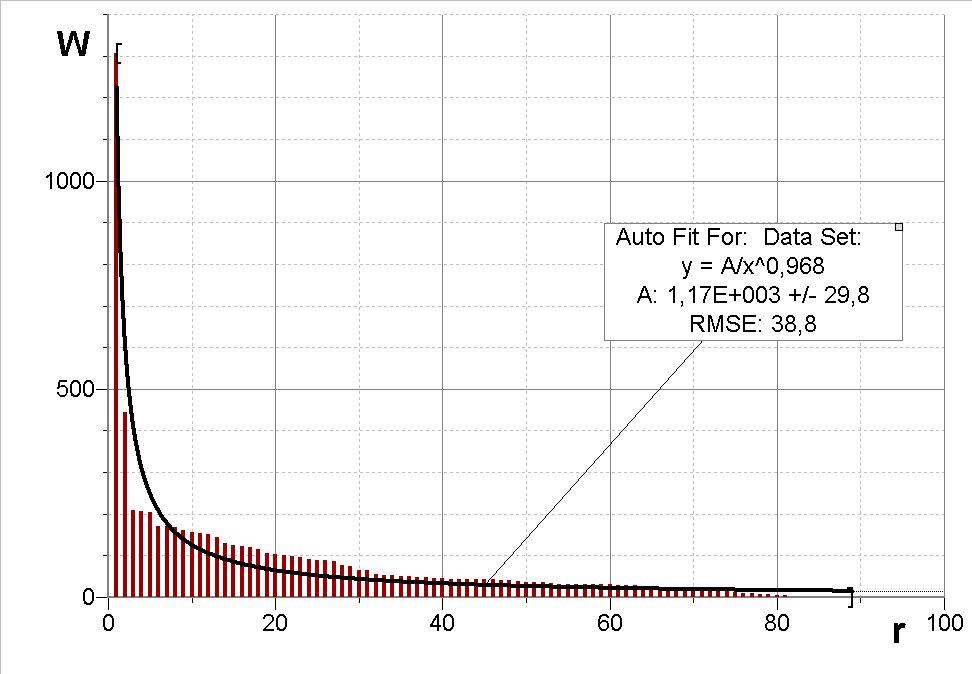 W
1000
500
0
Auto Fit For: Data Set:
y = A/x^0,968
A: 1,17E+003 +/- 29,8
RMSE: 38,8
0 20 40 60 80 100
r